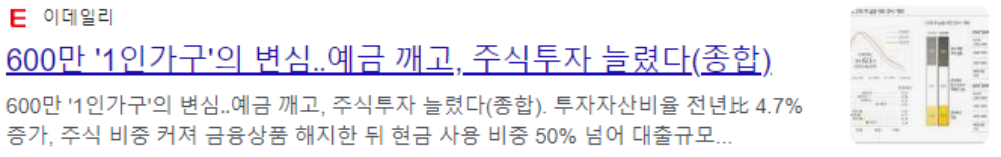 E 이데일리
600만 '1인가구'의 변심..예금 깨고, 주식투자 늘렸다(종합)
600만 '1인가구'의 변심..예금 깨고, 주식투자 늘렸다(종합). 투자자산비율 전년比 4.7%
증가, 주식 비중 커져 금융상품 해지한 뒤 현금 사용 비중 50% 넘어 대출규모...